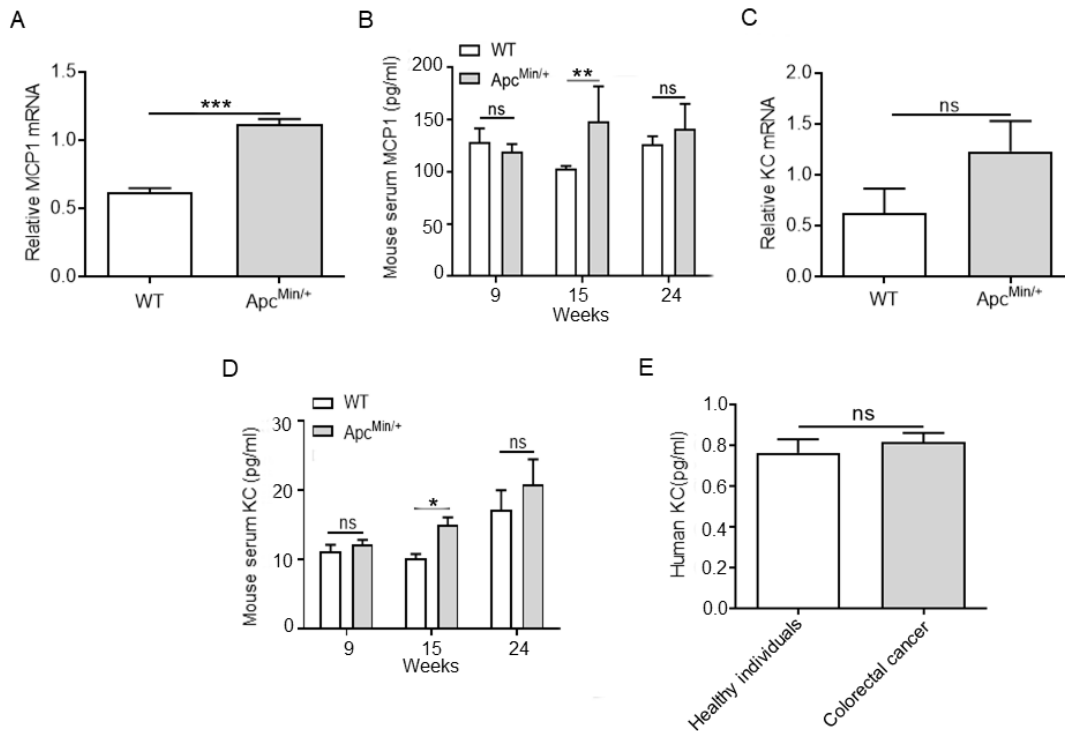 A
Relative MCP1 mRNA
1.5
1.0
0.5
0.0
***
WT
Apc^Min/+
B
WT
Apc^Min/+
Mouse serum MCP1 (pg/ml)
200
150
100
50
0
ns
**
ns
9
15
24
Weeks
C
Relative KC mRNA
2.0
1.5
1.0
0.5
0.0
ns
WT
Apc^Min/+
D
WT
Apc^Min/+
Mouse serum KC (pg/ml)
30
20
10
0
ns
*
ns
9
15
24
Weeks
E
Human KC(pg/ml)
1.0
0.8
0.6
0.4
0.2
0.0
ns
Healthy individuals
Colorectal cancer